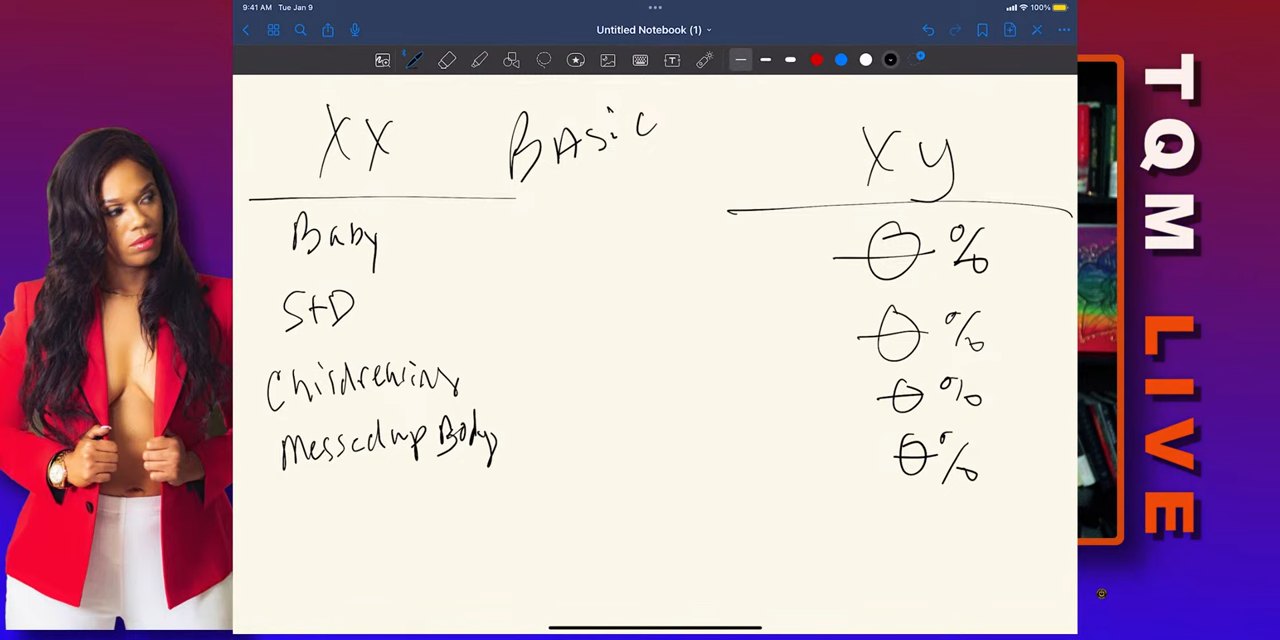 9:41 AM Tue Jan 9
100%
Untitled Notebook (1)
XX BASiC Xy
Baby 0 %
StD 0 %
Childrewing 0 %
Messed up Body 0 %
TQM LIVE